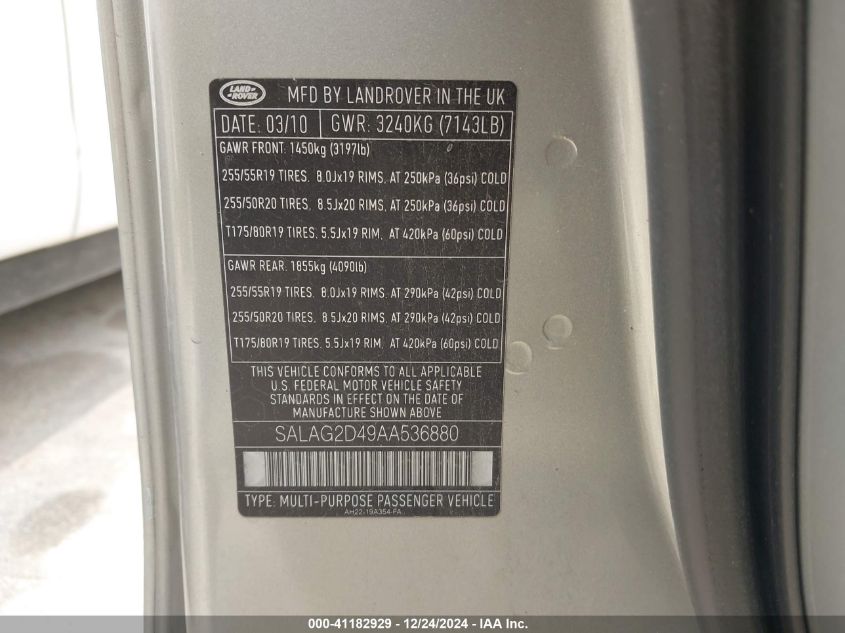 LAND-
ROVER
MFD BY LANDROVER IN THE UK
DATE: 03/10 GWR: 3240KG (7143LB)
GAWR FRONT: 1450kg (3197lb)
255/55R19 TIRES. 8.0Jx19 RIMS. AT 250kPa (36psi) COLD
255/50R20 TIRES. 8.5Jx20 RIMS. AT 250kPa (36psi) COLD
T175/80R19 TIRES. 5.5Jx19 RIM. AT 420kPa (60psi) COLD
GAWR REAR: 1855kg (4090lb)
255/55R19 TIRES. 8.0Jx19 RIMS. AT 290kPa (42psi) COLD
255/50R20 TIRES. 8.5Jx20 RIMS. AT 290kPa (42psi) COLD
T175/80R19 TIRES. 5.5Jx19 RIM. AT 420kPa (60psi) COLD
THIS VEHICLE CONFORMS TO ALL APPLICABLE
U.S. FEDERAL MOTOR VEHICLE SAFETY
STANDARDS IN EFFECT ON THE DATE OF
MANUFACTURE SHOWN ABOVE
SALAG2D49AA536880
TYPE: MULTI-PURPOSE PASSENGER VEHICLE
AH22-19A354-PA
000-41182929 - 12/24/2024 - IAA Inc.